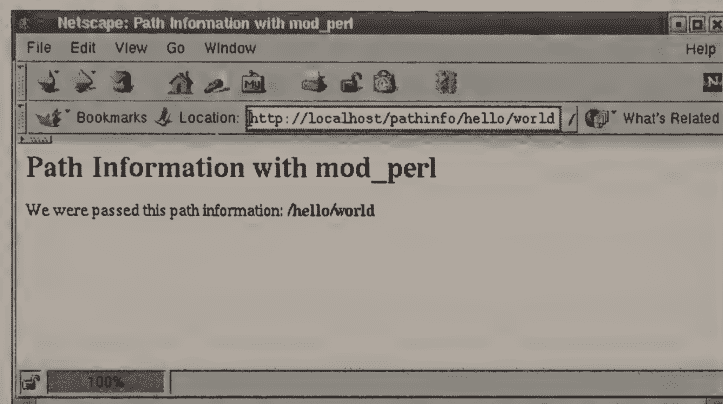 Netscape: Path Information with mod_perl
File Edit View Go Window Help
My N
Bookmarks Location: http://localhost/pathinfo/hello/world What's Related
Path Information with mod_perl
We were passed this path information: /hello/world
100%